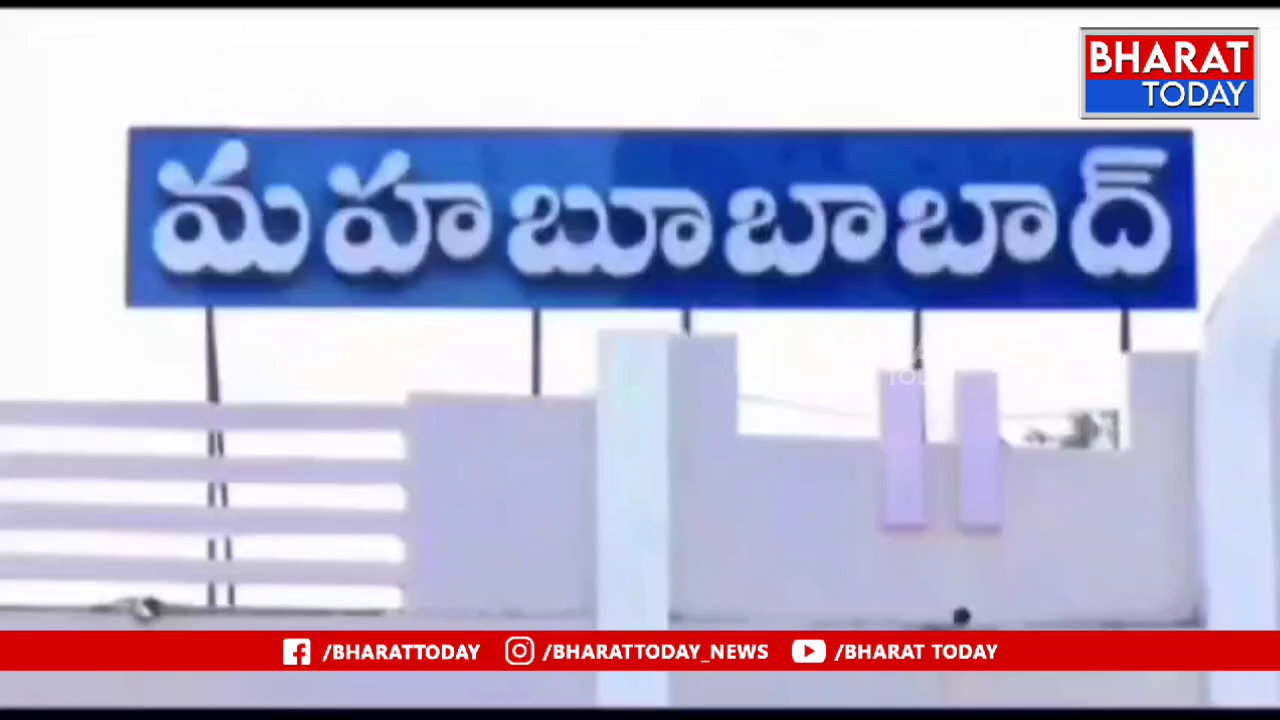 BHARAT
TODAY
మహబూబాబాద్
/BHARATTODAY
/BHARATTODAY_NEWS
/BHARAT TODAY